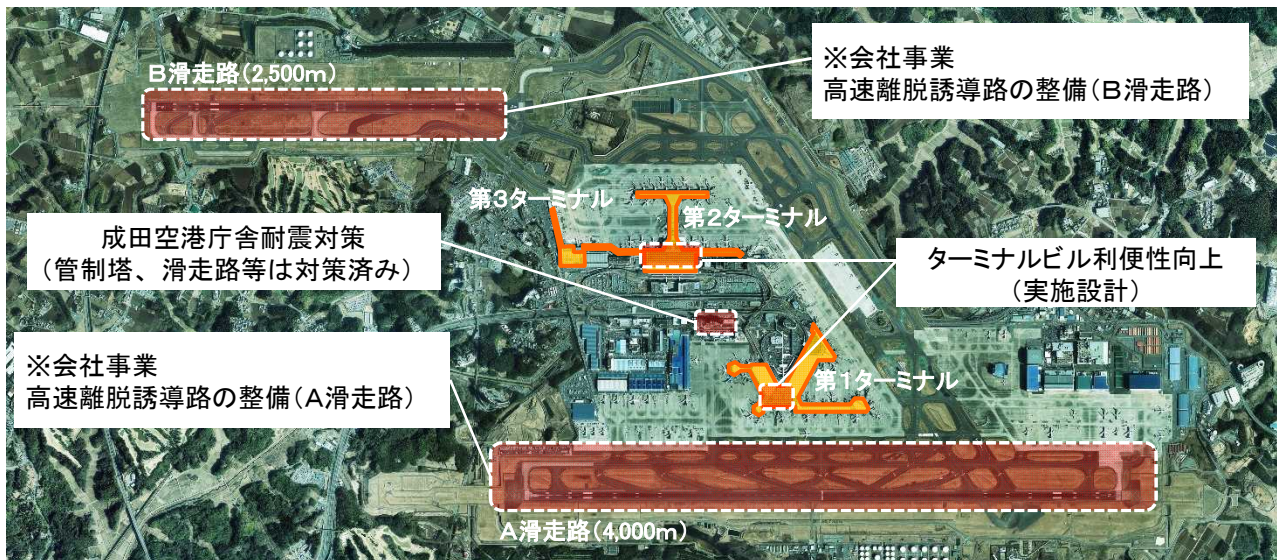 B滑走路(2,500m)
※会社事業
高速離脱誘導路の整備(B滑走路)
第3ターミナル
第2ターミナル
成田空港庁舎耐震対策
(管制塔、滑走路等は対策済み)
ターミナルビル利便性向上
(実施設計)
※会社事業
高速離脱誘導路の整備(A滑走路)
第1ターミナル
A滑走路(4,000m)